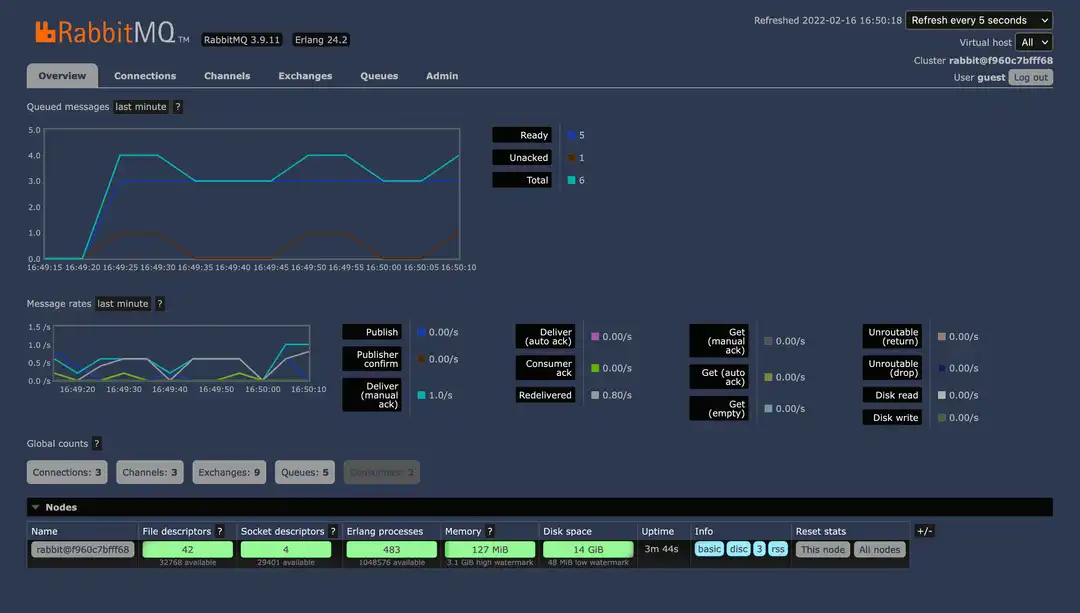 RabbitMQ TM RabbitMQ 3.9.11 Erlang 24.2
Refreshed 2022-02-16 16:50:18 Refresh every 5 seconds
Virtual host All
Cluster rabbit@f960c7bfff68
User guest Log out
Overview Connections Channels Exchanges Queues Admin
Queued messages last minute ?
5.0
4.0
3.0
2.0
1.0
0.0
16:49:15 16:49:20 16:49:25 16:49:30 16:49:35 16:49:40 16:49:45 16:49:50 16:49:55 16:50:00 16:50:05 16:50:10
Ready 5
Unacked 1
Total 6
Message rates last minute ?
1.5 /s
1.0 /s
0.5 /s
0.0 /s
16:49:20 16:49:30 16:49:40 16:49:50 16:50:00 16:50:10
Publish 0.00/s
Publisher
confirm 0.00/s
Deliver
(manual
ack) 1.0/s
Deliver
(auto ack) 0.00/s
Consumer
ack 0.00/s
Redelivered 0.80/s
Get
(manual
ack) 0.00/s
Get (auto
ack) 0.00/s
Get
(empty) 0.00/s
Unroutable
(return) 0.00/s
Unroutable
(drop) 0.00/s
Disk read 0.00/s
Disk write 0.00/s
Global counts ?
Connections: 3 Channels: 3 Exchanges: 9 Queues: 5
Nodes
Name File descriptors ? Socket descriptors ? Erlang processes Memory ? Disk space Uptime Info Reset stats +/-
rabbit@f960c7bfff68 42 4 483 127 MiB 14 GiB 3m 44s basic disc 3 rss This node All nodes
32768 available 29401 available 1048576 available 3.1 GiB high watermark 48 MiB low watermark